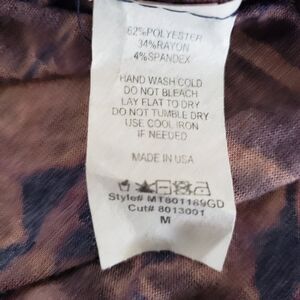 62%POLYESTER
34%RAYON
4%SPANDEX
HAND WASH COLD
DO NOT BLEACH
LAY FLAT TO DRY
DO NOT TUMBLE DRY
USE COOL IRON
IF NEEDED
MADE IN USA
Style# MT801189GD
Cut# 8013001
M